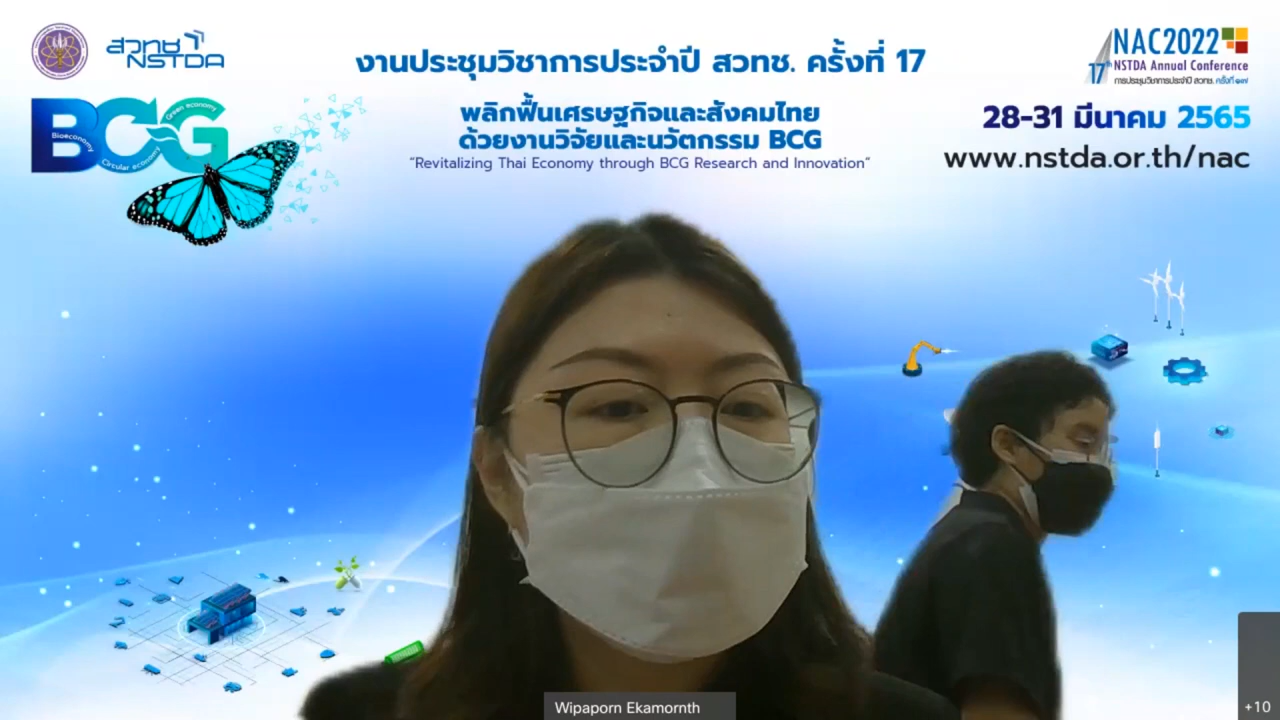 สวทช
NSTDA
งานประชุมวิชาการประจำปี สวทช. ครั้งที่ 17
NAC2022
17th NSTDA Annual Conference
การประชุมวิชาการประจำปี สวทช. ครั้งที่ ๑๗
BCG
Bioeconomy
Circular economy
Green economy
พลิกฟื้นเศรษฐกิจและสังคมไทย
ด้วยงานวิจัยและนวัตกรรม BCG
“Revitalizing Thai Economy through BCG Research and Innovation”
28-31 มีนาคม 2565
www.nstda.or.th/nac
Wipaporn Ekamornth
+10